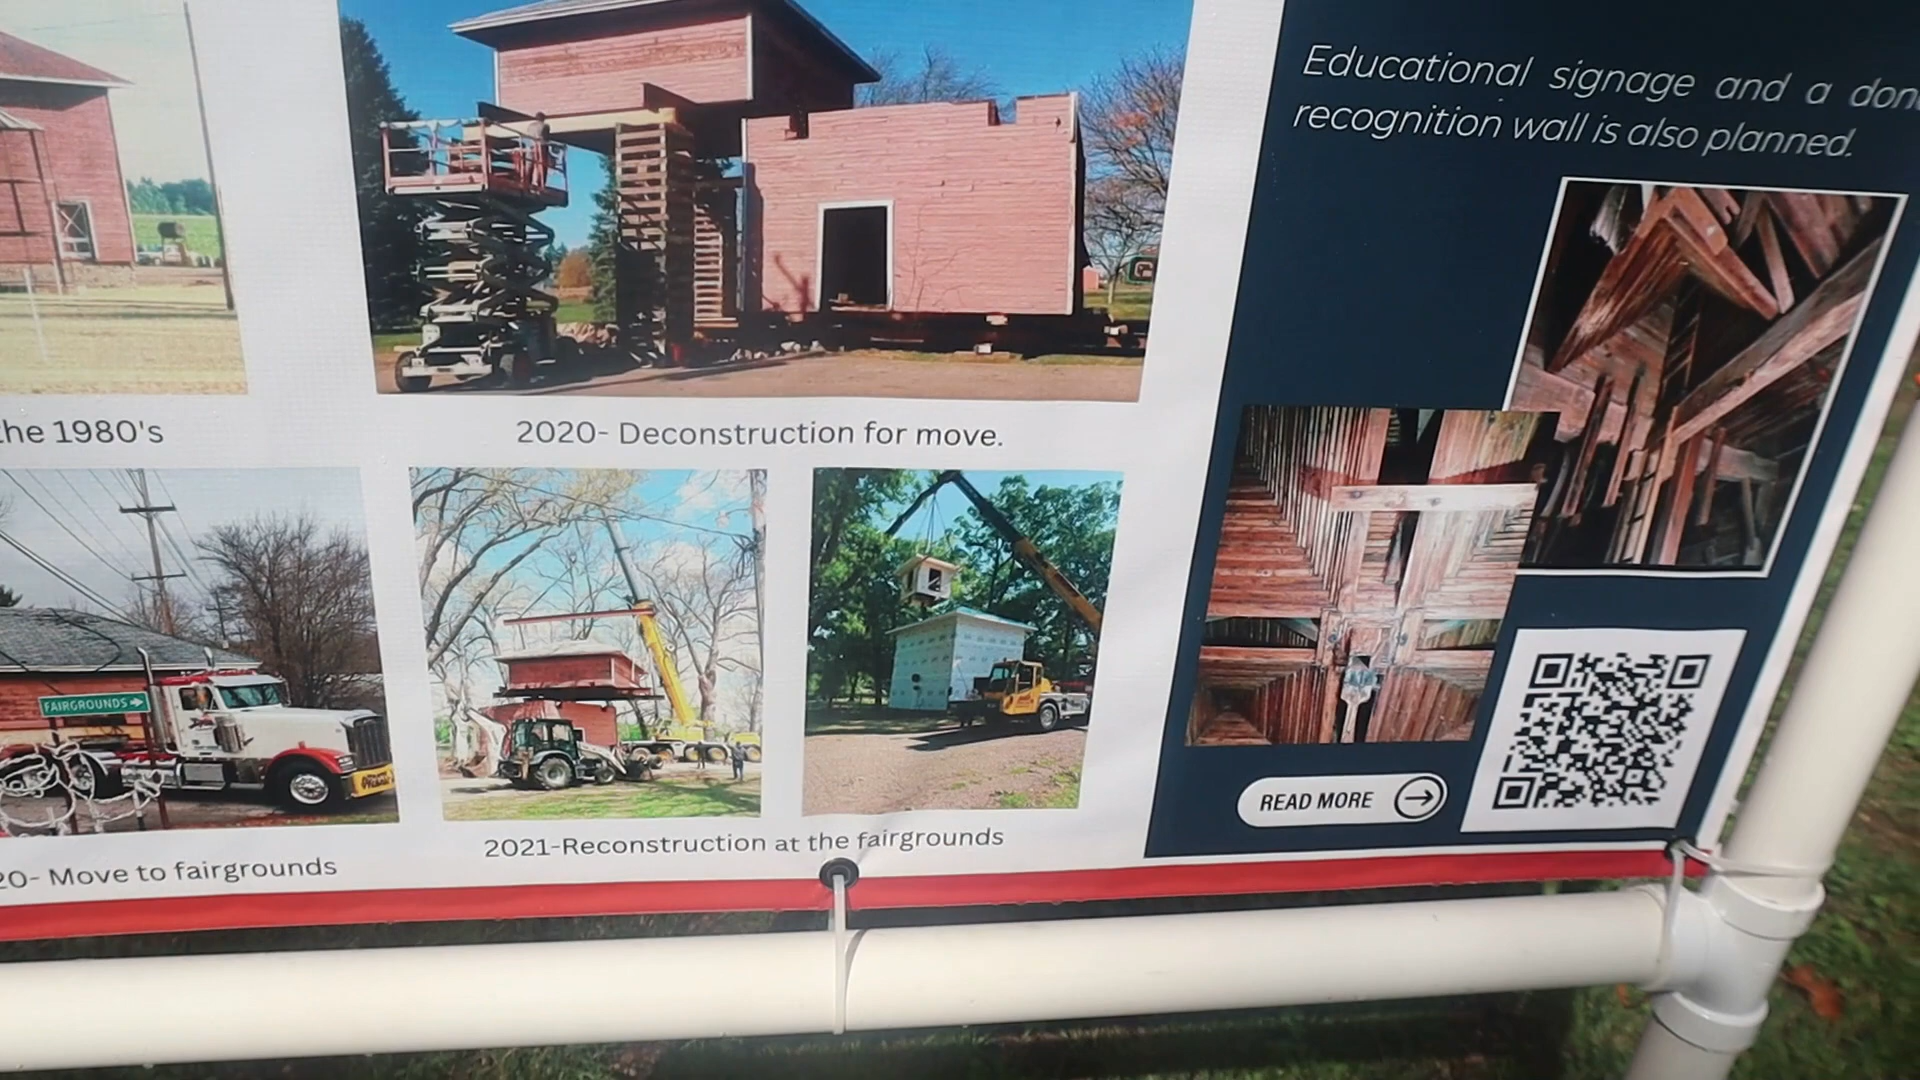 Educational signage and a
recognition wall is also planned.
the 1980's
2020- Deconstruction for move.
FAIRGROUNDS
- Move to fairgrounds
2021-Reconstruction at the fairgrounds
READ MORE